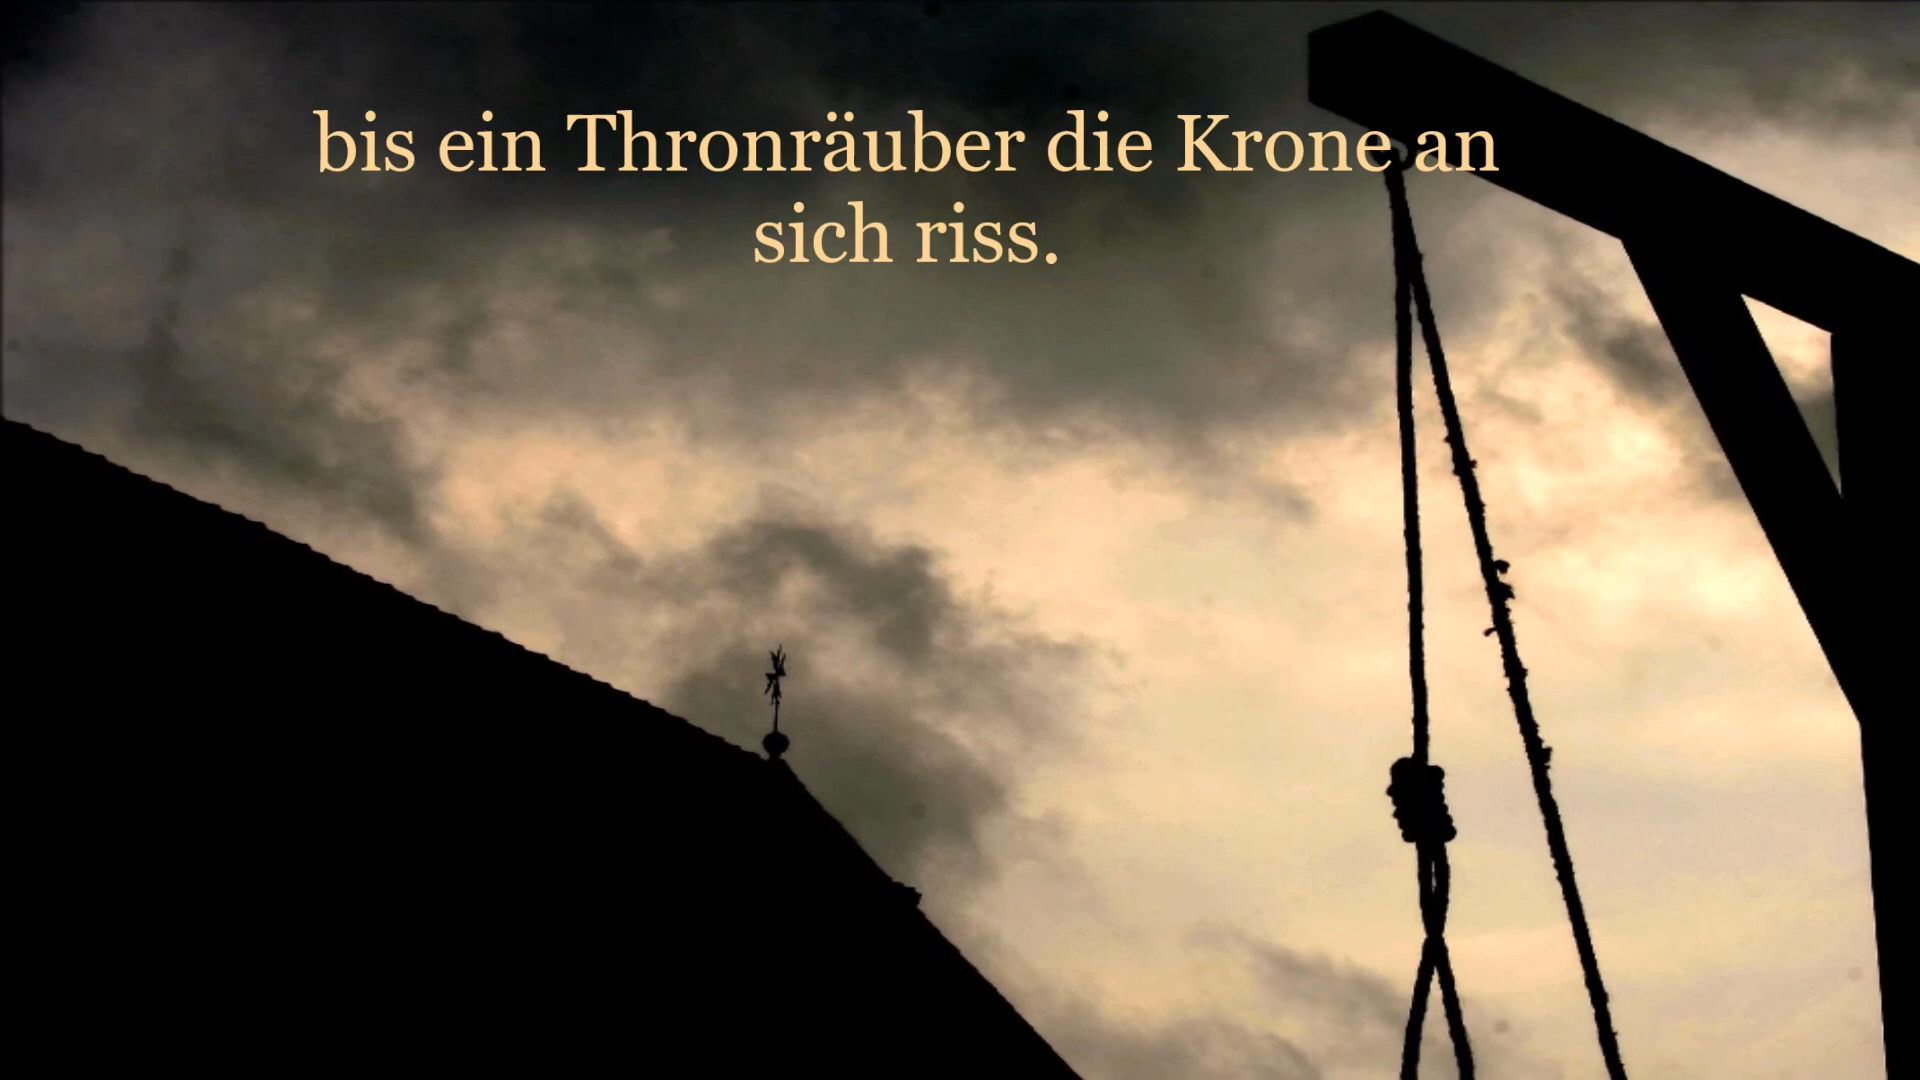 bis ein Thronräuber die Krone an
sich riss.